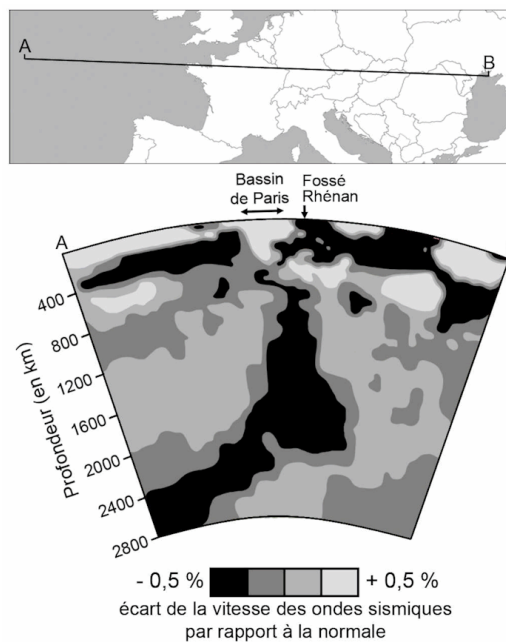 A
B
Bassin
de Paris
Fossé
Rhénan
A
400
800
1200
1600
2000
2400
2800
Profondeur (en km)
- 0,5 %
+ 0,5 %
écart de la vitesse des ondes sismiques
par rapport à la normale